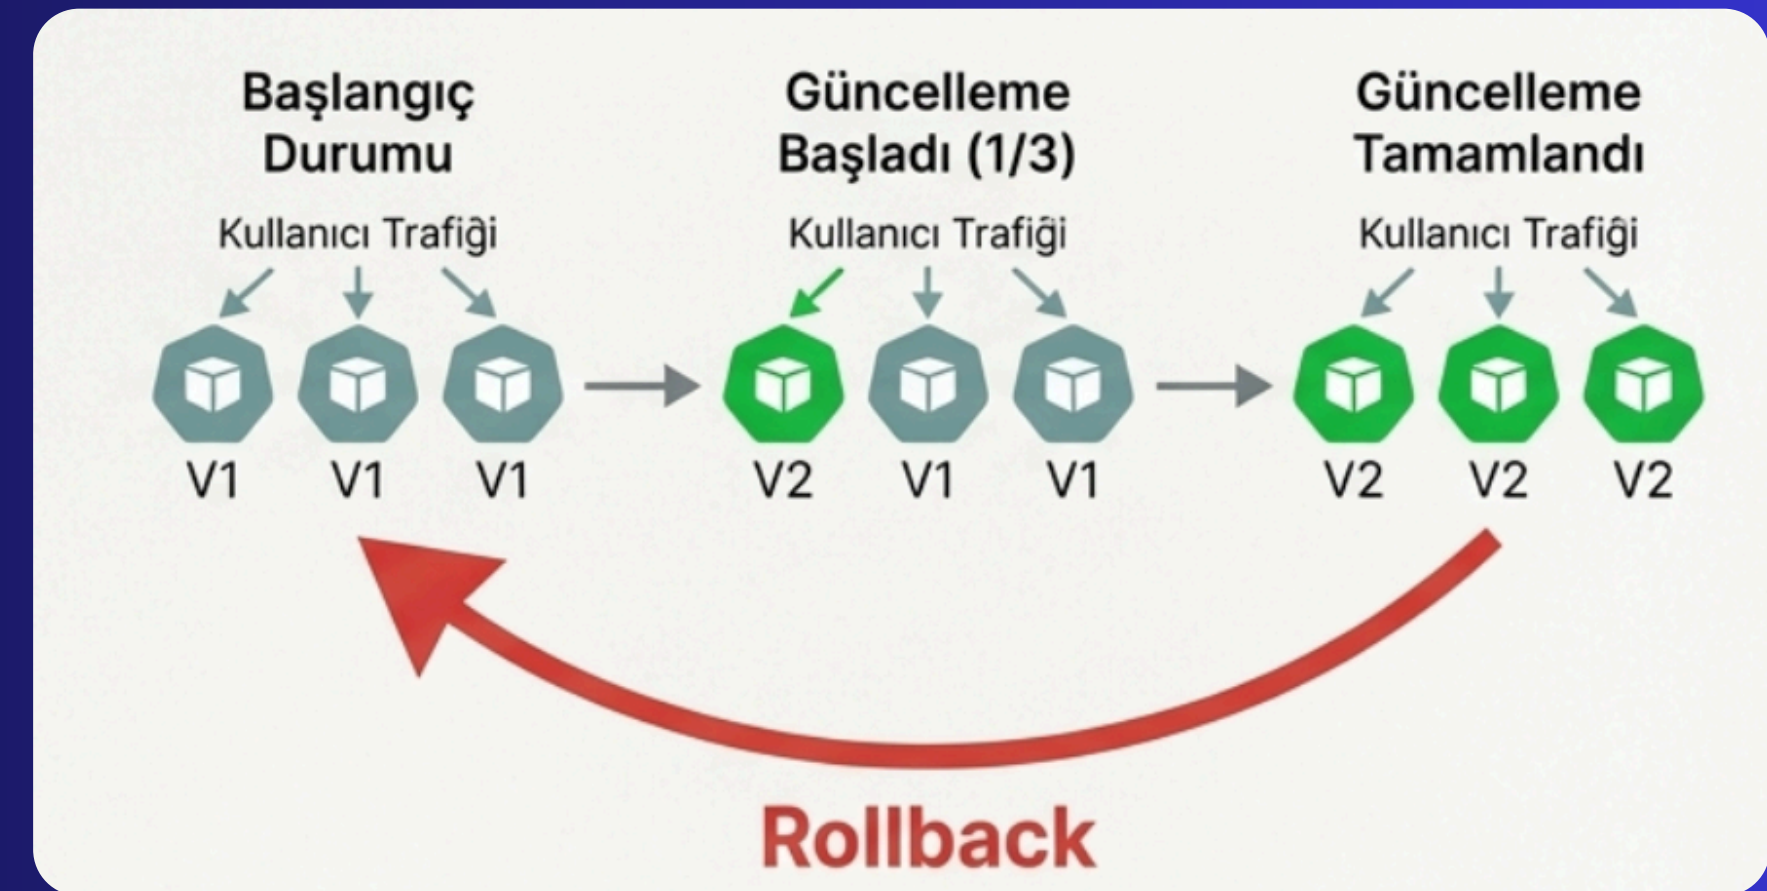 Başlangıç
Durumu
Kullanıcı Trafiği
V1 V1 V1
Güncelleme
Başladı (1/3)
Kullanıcı Trafiği
V2 V1 V1
Güncelleme
Tamamlandı
Kullanıcı Trafiği
V2 V2 V2
Rollback